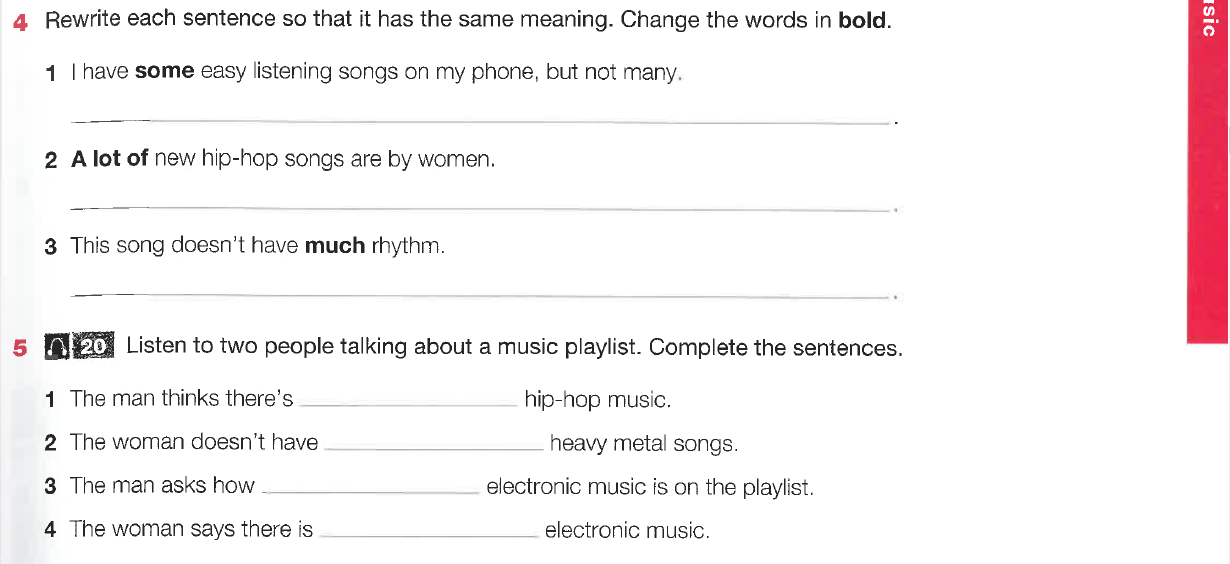 4 Rewrite each sentence so that it has the same meaning. Change the words in bold.
1 I have some easy listening songs on my phone, but not many.
.
2 A lot of new hip-hop songs are by women.
.
3 This song doesn't have much rhythm.
.
5 20 Listen to two people talking about a music playlist. Complete the sentences.
1 The man thinks there's ______ hip-hop music.
2 The woman doesn't have ______ heavy metal songs.
3 The man asks how ______ electronic music is on the playlist.
4 The woman says there is ______ electronic music.
sic